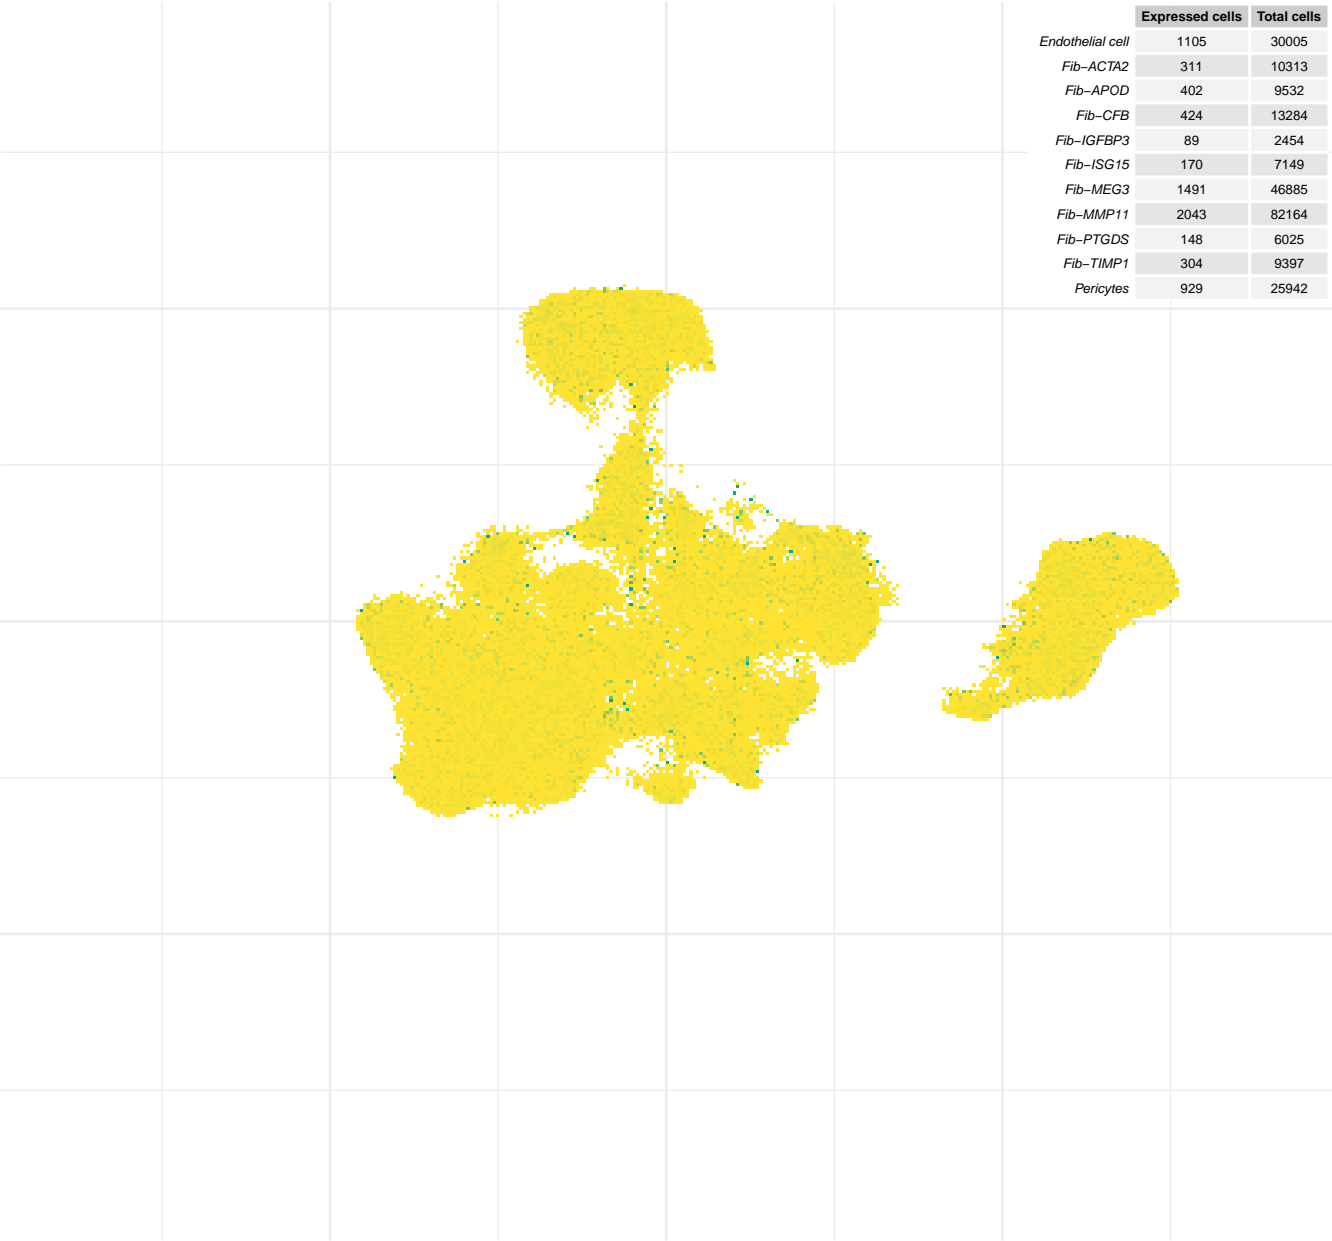 Expressed cells Total cells
Endothelial cell 1105 30005
Fib−ACTA2 311 10313
Fib−APOD 402 9532
Fib−CFB 424 13284
Fib−IGFBP3 89 2454
Fib−ISG15 170 7149
Fib−MEG3 1491 46885
Fib−MMP11 2043 82164
Fib−PTGDS 148 6025
Fib−TIMP1 304 9397
Pericytes 929 25942